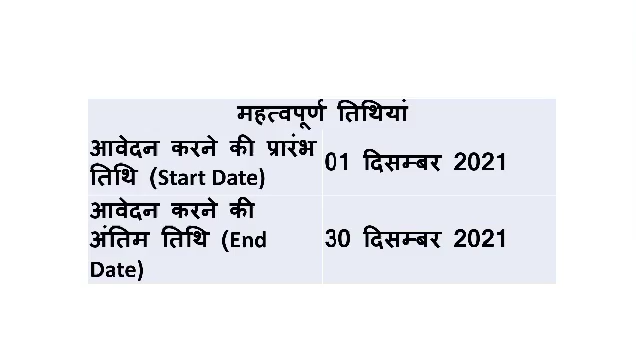 महत्वपूर्ण तिथियां
आवेदन करने की प्रारंभ
तिथि (Start Date)
01 दिसम्बर 2021
आवेदन करने की
अंतिम तिथि (End
Date)
30 दिसम्बर 2021